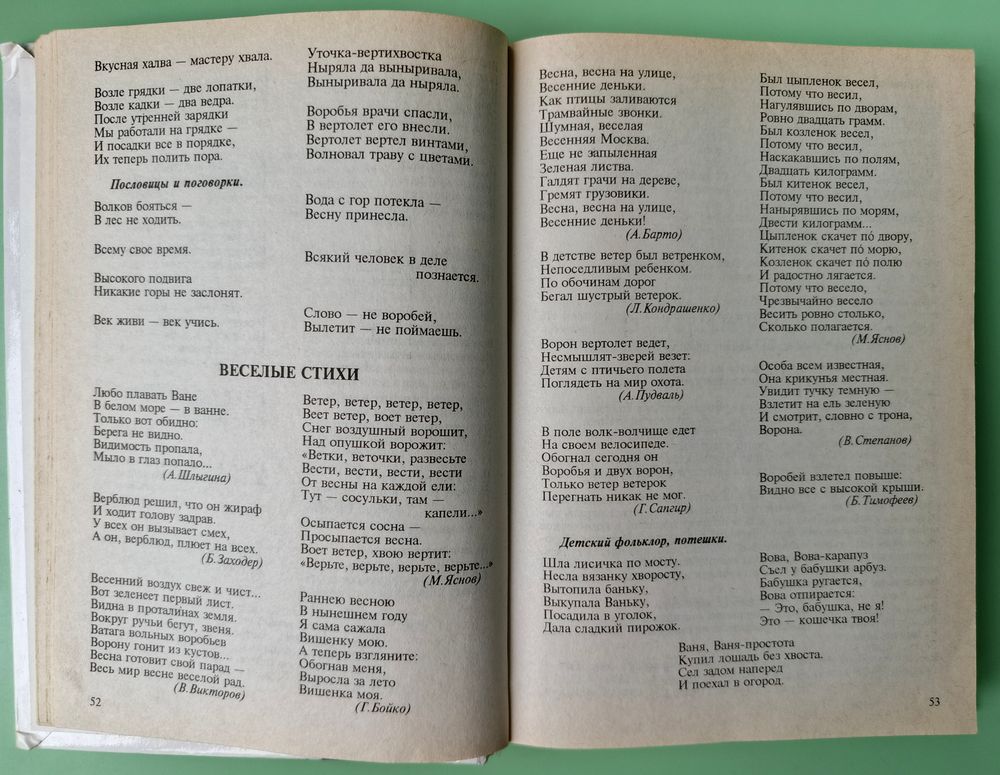 Вкусная халва — мастеру хвала.
Возле грядки — две лопатки,
Возле кадки — два ведра.
После утренней зарядки
Мы работали на грядке —
И посадки все в порядке,
Их теперь полить пора.
Пословицы и поговорки.
Волков бояться —
В лес не ходить.
Всему свое время.
Высокого подвига
Никакие горы не заслонят.
Век живи — век учись.
Уточка-вертихвостка
Ныряла да выныривала,
Выныривала да ныряла.
Воробья врачи спасли,
В вертолет его внесли.
Вертолет вертел винтами,
Волновал траву с цветами.
Вода с гор потекла —
Весну принесла.
Всякий человек в деле
познается.
Слово — не воробей,
Вылетит — не поймаешь.
ВЕСЕЛЫЕ СТИХИ
Любо плавать Ване
В белом море — в ванне.
Только вот обидно:
Берега не видно.
Видимость пропала,
Мыло в глаз попало...
(А.Шлыгина)
Верблюд решил, что он жираф
И ходит голову задрав.
У всех он вызывает смех,
А он, верблюд, плюет на всех.
(Б.Заходер)
Весенний воздух свеж и чист...
Вот зеленеет первый лист.
Видна в проталинах земля.
Вокруг ручьи бегут, звеня.
Ватага вольных воробьев
Ворону гонит из кустов...
Весна готовит свой парад —
Весь мир весне веселой рад.
(В.Викторов)
Ветер, ветер, ветер, ветер,
Веет ветер, воет ветер,
Снег воздушный ворошит,
Над опушкой ворожит:
«Ветки, веточки, развесьте
Вести, вести, вести, вести
От весны на каждой ели:
Тут — сосульки, там —
капели...»
Осыпается сосна —
Просыпается весна.
Воет ветер, хвою вертит:
«Верьте, верьте, верьте, верьте...»
(М.Яснов)
Раннею весною
В нынешнем году
Я сама сажала
Вишенку мою.
А теперь взгляните:
Обогнав меня,
Выросла за лето
Вишенка моя.
(Г.Бойко)
52
Весна, весна на улице,
Весенние деньки.
Как птицы заливаются
Трамвайные звонки.
Шумная, веселая
Весенняя Москва.
Еще не запыленная
Зеленая листва.
Галдят грачи на дереве,
Гремят грузовики.
Весна, весна на улице,
Весенние деньки!
(А.Барто)
В детстве ветер был ветренком,
Непоседливым ребенком.
По обочинам дорог
Бегал шустрый ветерок.
(Л.Кондрашенко)
Ворон вертолет ведет,
Несмышлят-зверей везет:
Детям с птичьего полета
Поглядеть на мир охота.
(А.Пудваль)
В поле волк-волчище едет
На своем велосипеде.
Обогнал сегодня он
Воробья и двух ворон,
Только ветер ветерок
Перегнать никак не мог.
(Г.Сапгир)
Был цыпленок весел,
Потому что весил,
Нагулявшись по дворам,
Ровно двадцать грамм.
Был козленок весел,
Потому что весил,
Наскакавшись по полям,
Двадцать килограмм.
Был китенок весел,
Потому что весил,
Нанырявшись по морям,
Двести килограмм...
Цыпленок скачет по́ двору,
Китенок скачет по́ морю,
Козленок скачет по́ полю
И радостно лягается.
Потому что весело,
Чрезвычайно весело
Весить ровно столько,
Сколько полагается.
(М.Яснов)
Особа всем известная,
Она крикунья местная.
Увидит тучку темную —
Взлетит на ель зеленую
И смотрит, словно с трона,
Ворона.
(В.Степанов)
Воробей взлетел повыше:
Видно все с высокой крыши.
(Б.Тимофеев)
Детский фольклор, потешки.
Шла лисичка по мосту.
Несла вязанку хворосту,
Вытопила баньку,
Выкупала Ваньку,
Посадила в уголок,
Дала сладкий пирожок.
Вова, Вова-карапуз
Съел у бабушки арбуз.
Бабушка ругается,
Вова отпирается:
— Это, бабушка, не я!
Это — кошечка твоя!
Ваня, Ваня-простота
Купил лошадь без хвоста.
Сел задом наперед
И поехал в огород.
53